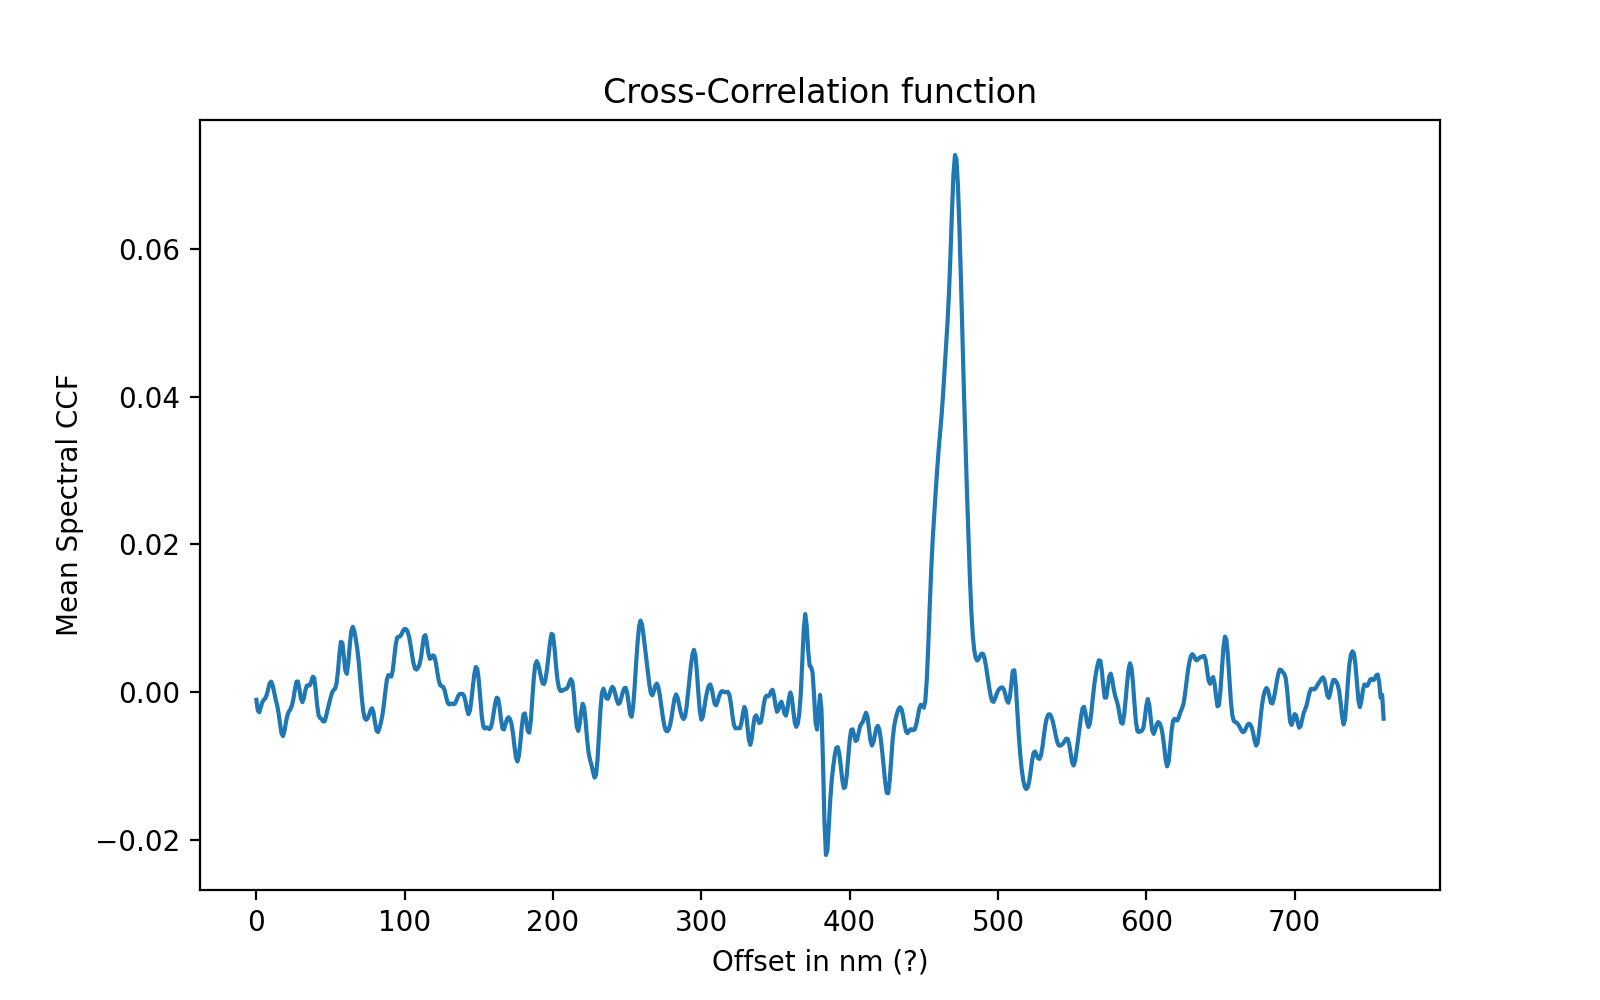 Cross-Correlation function
Mean Spectral CCF
0.06
0.04
0.02
0.00
−0.02
0 100 200 300 400 500 600 700
Offset in nm (?)